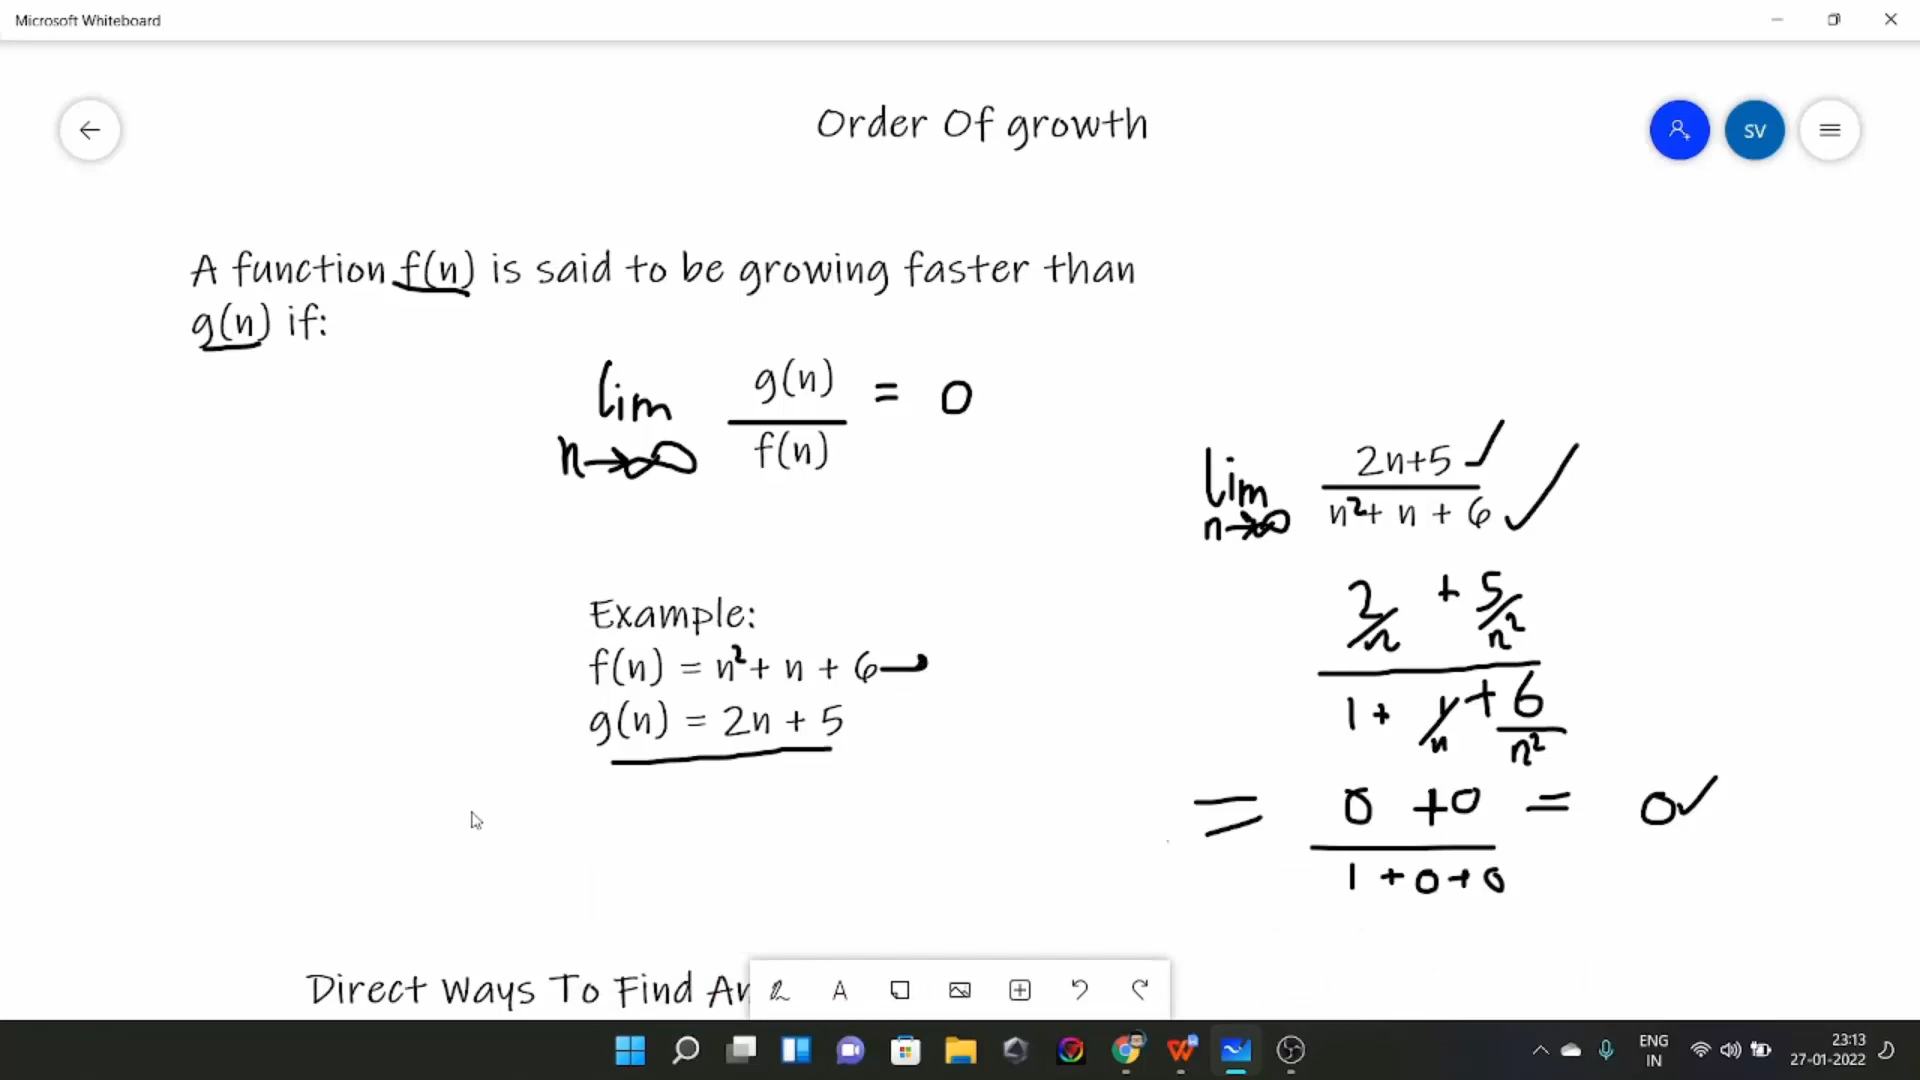 Microsoft Whiteboard
Order Of growth
SV
A function f(n) is said to be growing faster than
g(n) if:
lim n→∞ g(n)/f(n) = 0
lim n→∞ 2n+5 / n²+ n + 6
2/n + 5/n²
1 + 1/n + 6/n²
= 0 + 0 / 1 + 0 + 0 = 0
Example:
f(n) = n²+ n + 6
g(n) = 2n + 5
Direct Ways To Find
A
ENG
IN
23:13
27-01-2022